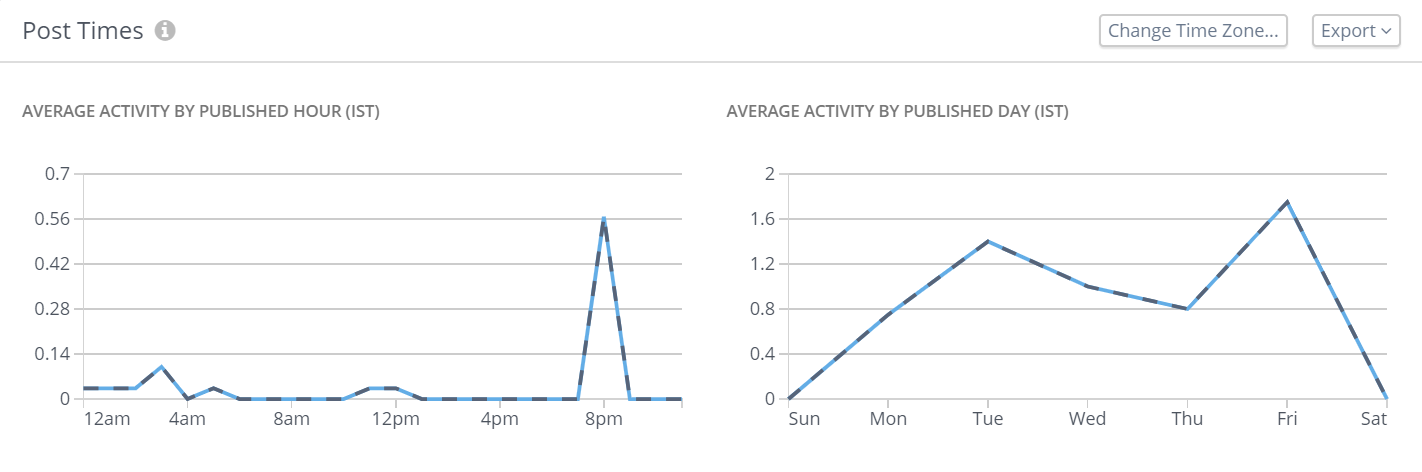 Post Times
Change Time Zone...
Export
AVERAGE ACTIVITY BY PUBLISHED HOUR (IST)
0.7
0.56
0.42
0.28
0.14
0
12am 4am 8am 12pm 4pm 8pm
AVERAGE ACTIVITY BY PUBLISHED DAY (IST)
2
1.6
1.2
0.8
0.4
0
Sun Mon Tue Wed Thu Fri Sat